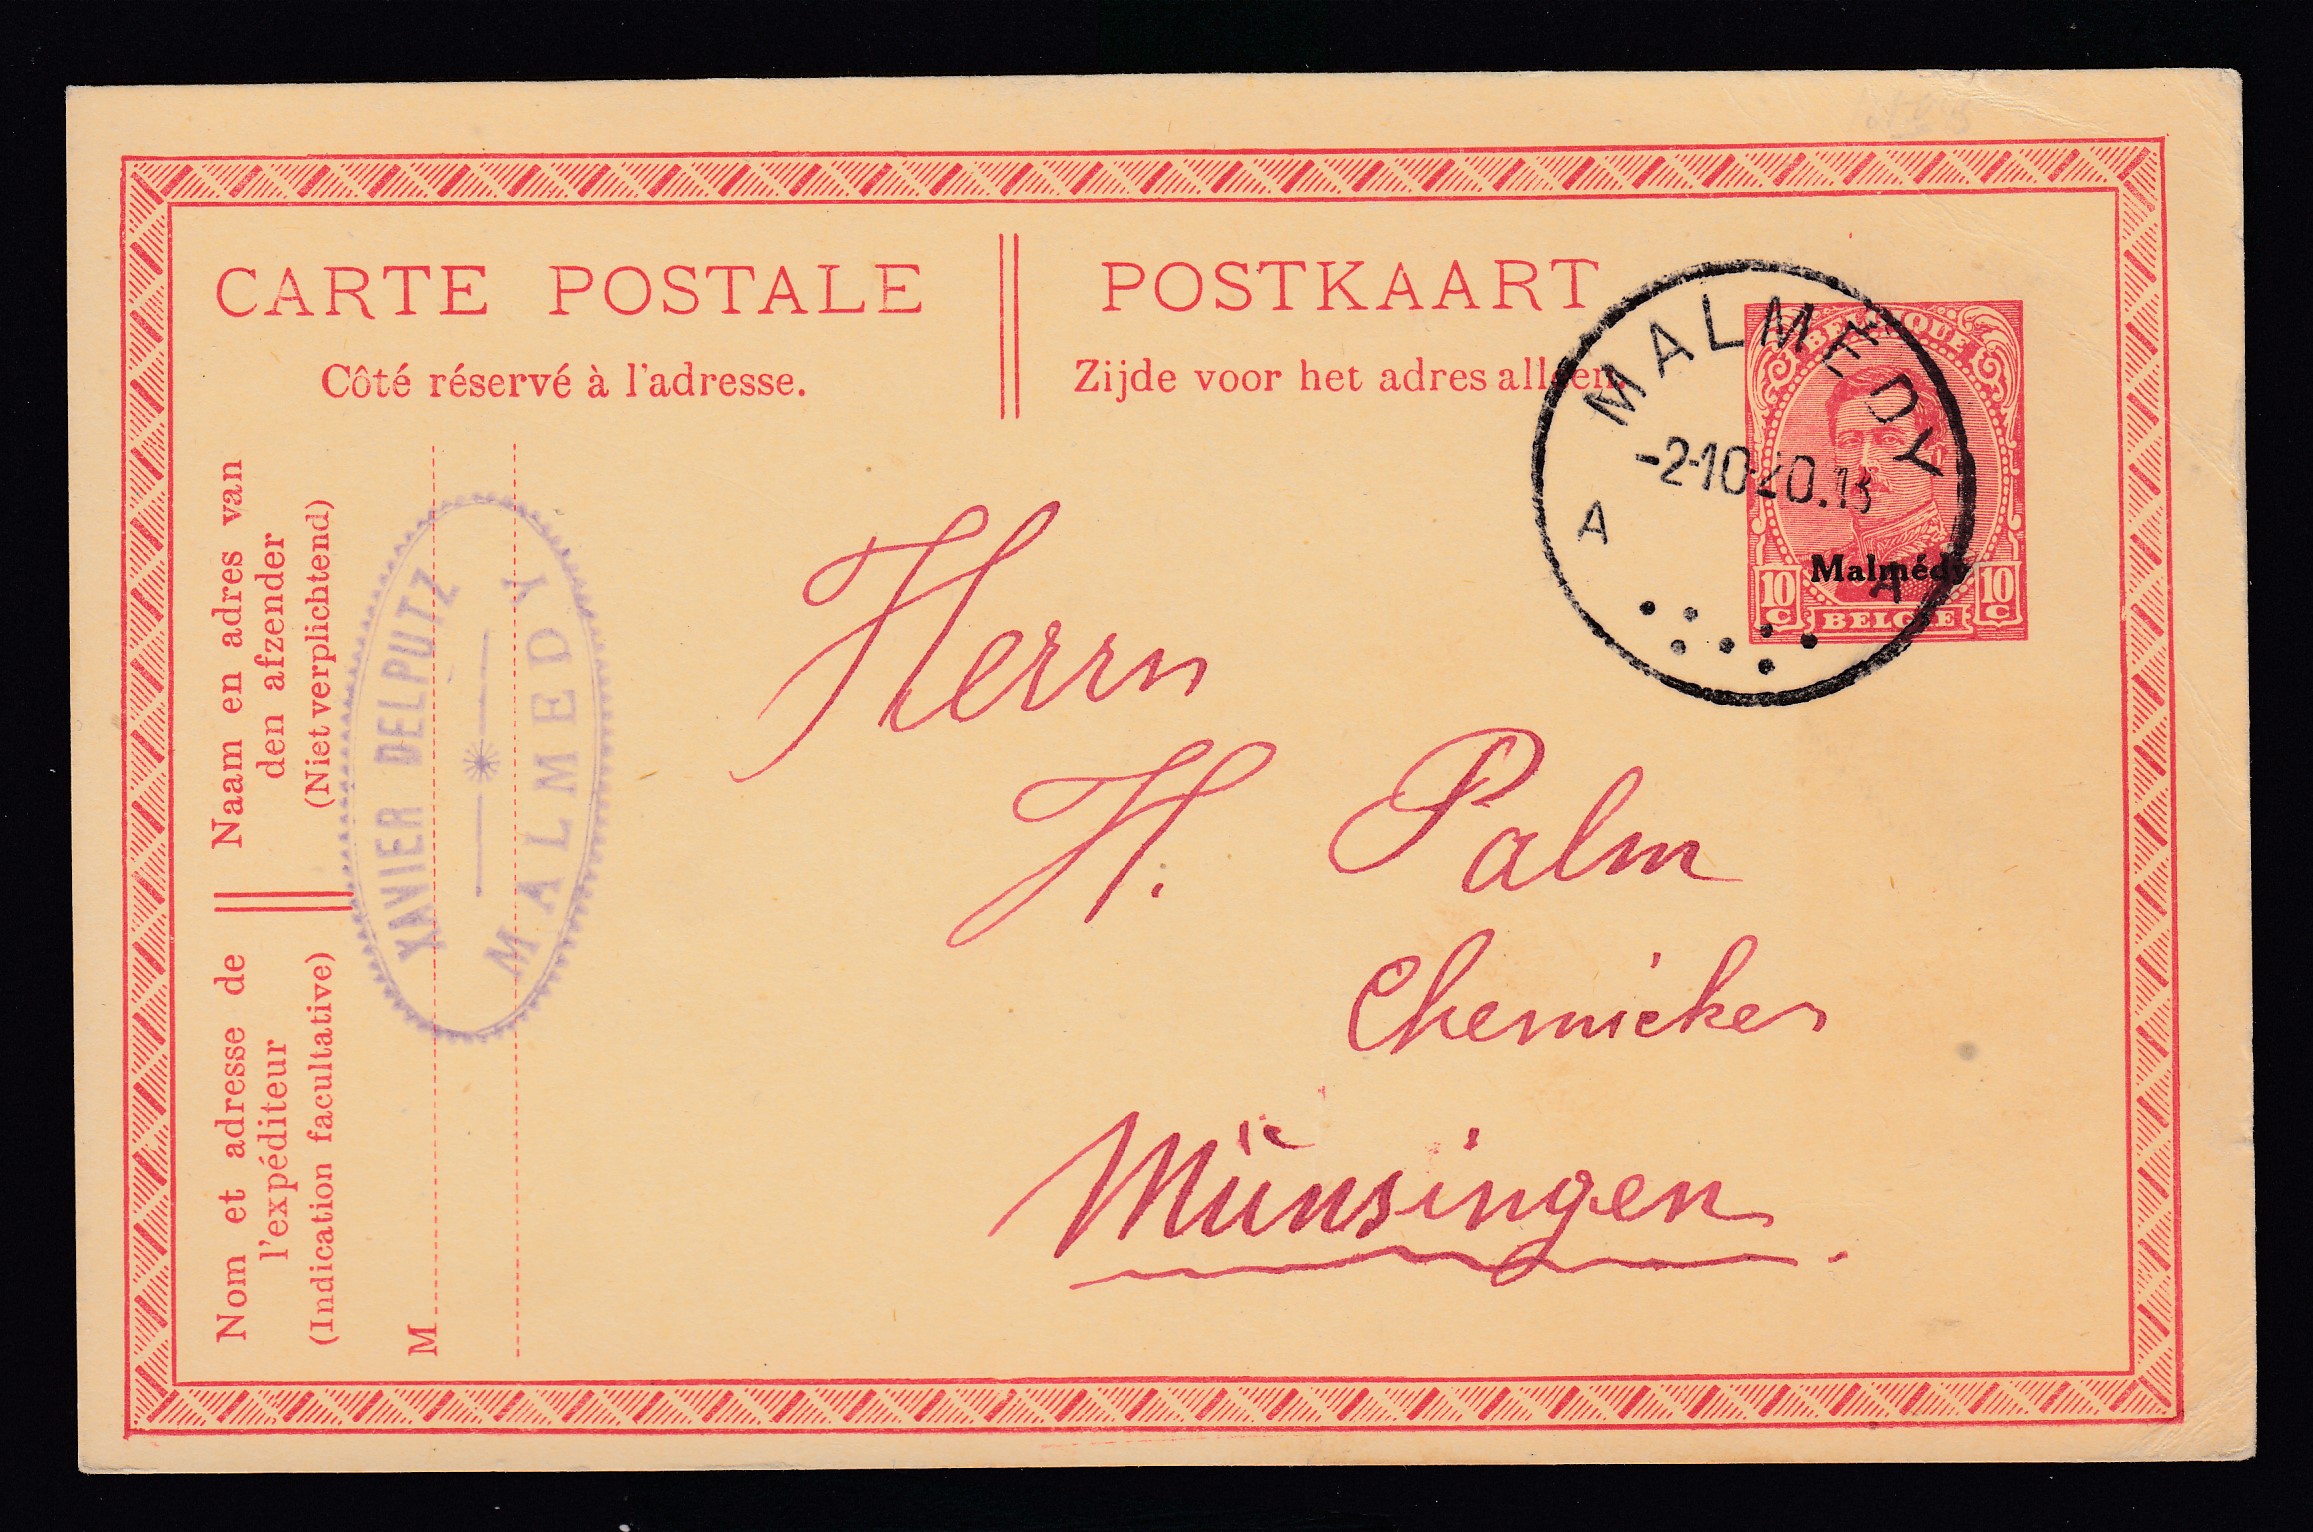 CARTE POSTALE
Côté réservé à l'adresse.
POSTKAART
Zijde voor het adres alleen.
BELGIQUE
10 C
BELGIE
10 C
Malmédy
MALMEDY
-2-10-20.
A
A
Naam en adres van
den afzender
(Niet verplichtend)
Nom et adresse de
l'expéditeur
(Indication facultative)
M
XAVIER DELPUTZ
MALMEDY
Herrn
H. Palm
Chemicker
Münsingen